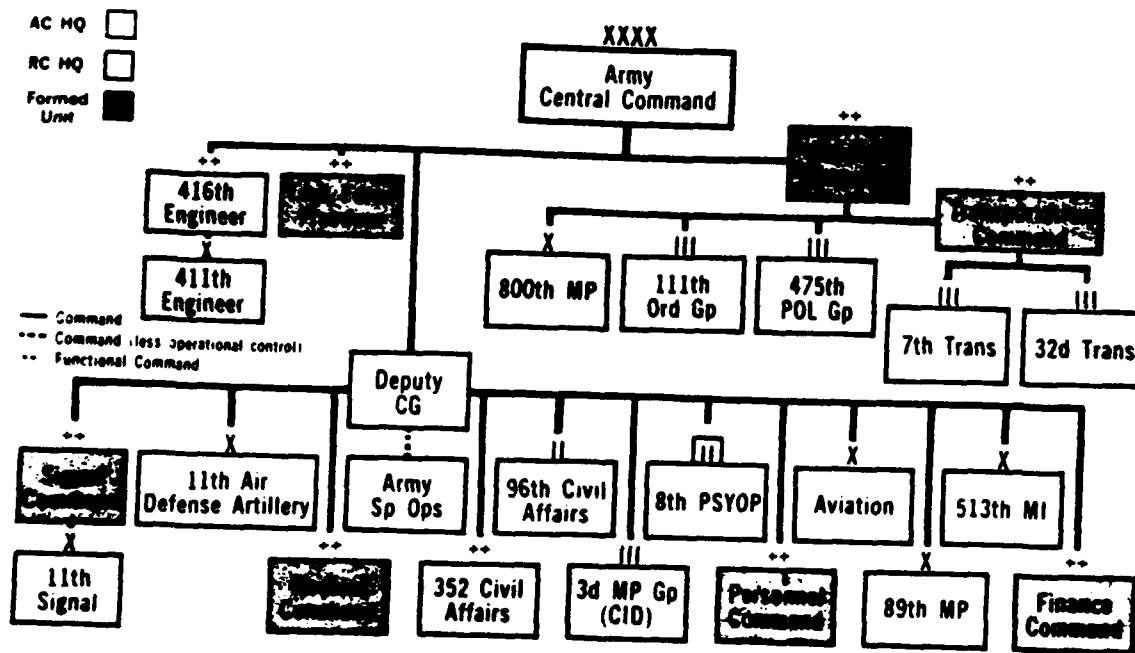 AC HQ
RC HQ
Formed
Unit
XXXX
Army
Central Command
++
++
++
++
416th
Engineer
X
411th
Engineer
Command
X
800th MP
III
111th
Ord Gp
III
475th
POL Gp
III
7th Trans
III
32d Trans
Command
Command (less operational control)
++ Functional Command
Deputy
CG
++
X
11th Air
Defense Artillery
Army
Sp Ops
II
96th Civil
Affairs
II
8th PSYOP
X
Aviation
X
513th MI
X
11th
Signal
++
Command
++
352 Civil
Affairs
III
3d MP Gp
(CID)
++
Personnel
Command
X
89th MP
++
Finance
Command